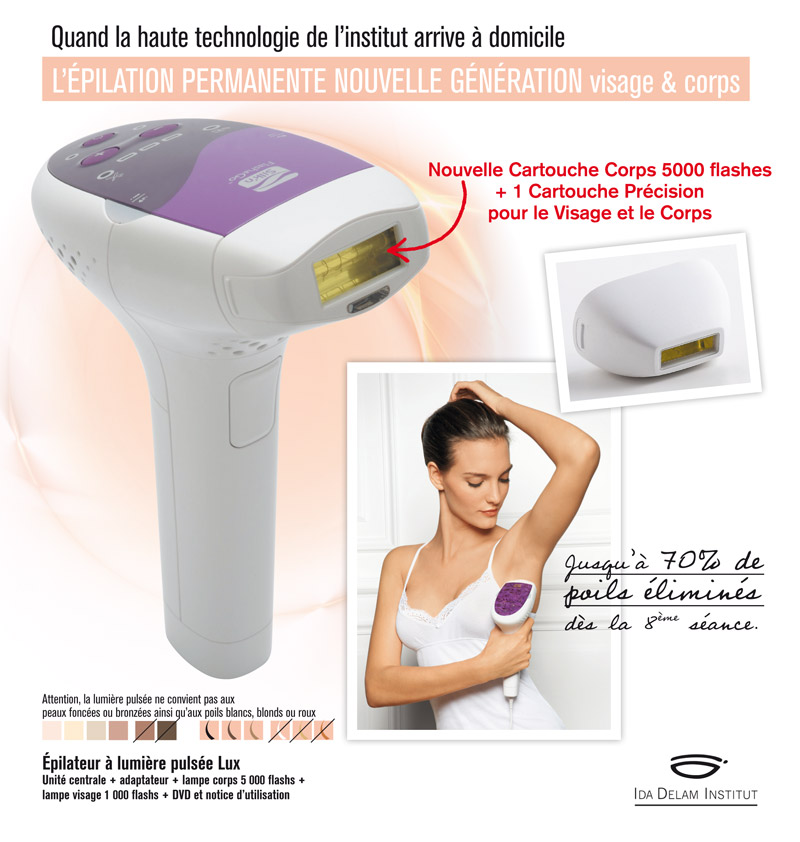 Quand la haute technologie de l'institut arrive à domicile
L'ÉPILATION PERMANENTE NOUVELLE GÉNÉRATION visage & corps
Nouvelle Cartouche Corps 5000 flashes
+ 1 Cartouche Précision
pour le Visage et le Corps
Jusqu'à 70% de
poils éliminés
dès la 8ème séance.
Attention, la lumière pulsée ne convient pas aux
peaux foncées ou bronzées ainsi qu'aux poils blancs, blonds ou roux
Épilateur à lumière pulsée Lux
Unité centrale + adaptateur + lampe corps 5 000 flashs +
lampe visage 1 000 flashs + DVD et notice d'utilisation
IDA DELAM INSTITUT